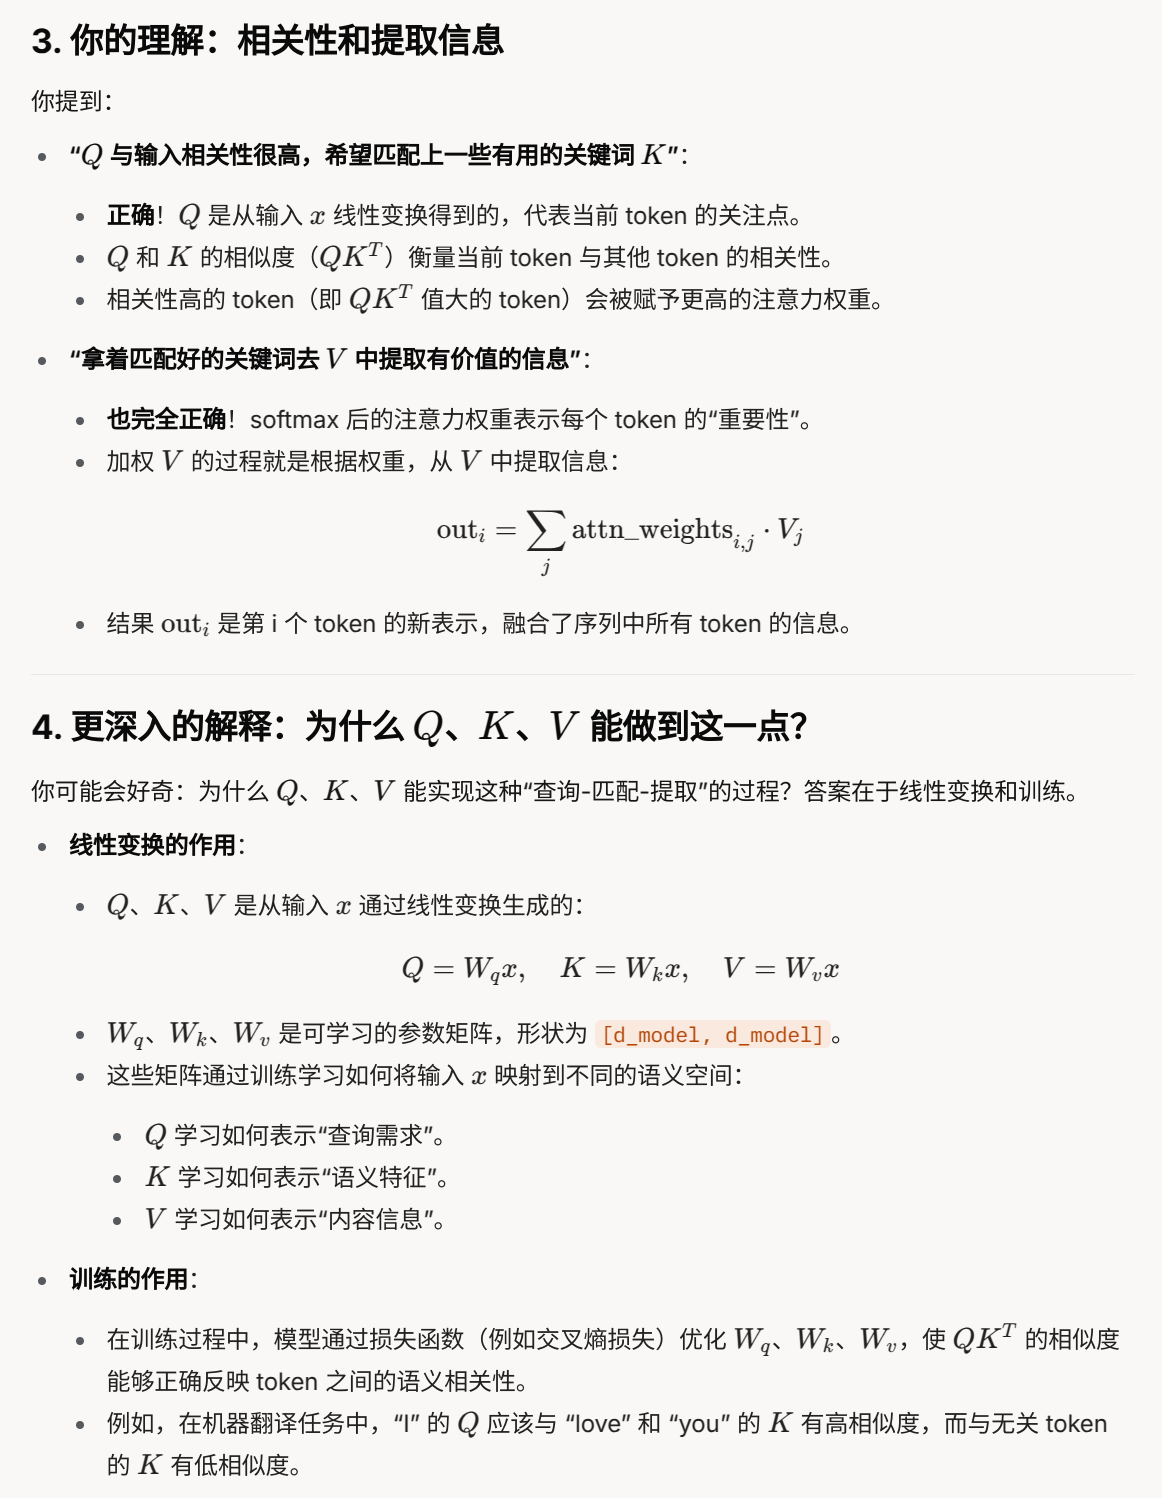 3. 你的理解：相关性和提取信息
你提到：
“Q 与输入相关性很高，希望匹配上一些有用的关键词 K”：
正确！Q 是从输入 x 线性变换得到的，代表当前 token 的关注点。
Q 和 K 的相似度（QK^T）衡量当前 token 与其他 token 的相关性。
相关性高的 token（即 QK^T 值大的 token）会被赋予更高的注意力权重。
“拿着匹配好的关键词去 V 中提取有价值的信息”：
也完全正确！softmax 后的注意力权重表示每个 token 的“重要性”。
加权 V 的过程就是根据权重，从 V 中提取信息：
out_i = ∑_j attn_weights_{i,j} · V_j
结果 out_i 是第 i 个 token 的新表示，融合了序列中所有 token 的信息。
4. 更深入的解释：为什么 Q、K、V 能做到这一点？
你可能会好奇：为什么 Q、K、V 能实现这种“查询-匹配-提取”的过程？答案在于线性变换和训练。
线性变换的作用：
Q、K、V 是从输入 x 通过线性变换生成的：
Q = W_q x, K = W_k x, V = W_v x
W_q、W_k、W_v 是可学习的参数矩阵，形状为 [d_model, d_model]。
这些矩阵通过训练学习如何将输入 x 映射到不同的语义空间：
Q 学习如何表示“查询需求”。
K 学习如何表示“语义特征”。
V 学习如何表示“内容信息”。
训练的作用：
在训练过程中，模型通过损失函数（例如交叉熵损失）优化 W_q、W_k、W_v，使 QK^T 的相似度
能够正确反映 token 之间的语义相关性。
例如，在机器翻译任务中，“I” 的 Q 应该与 “love” 和 “you” 的 K 有高相似度，而与无关 token
的 K 有低相似度。